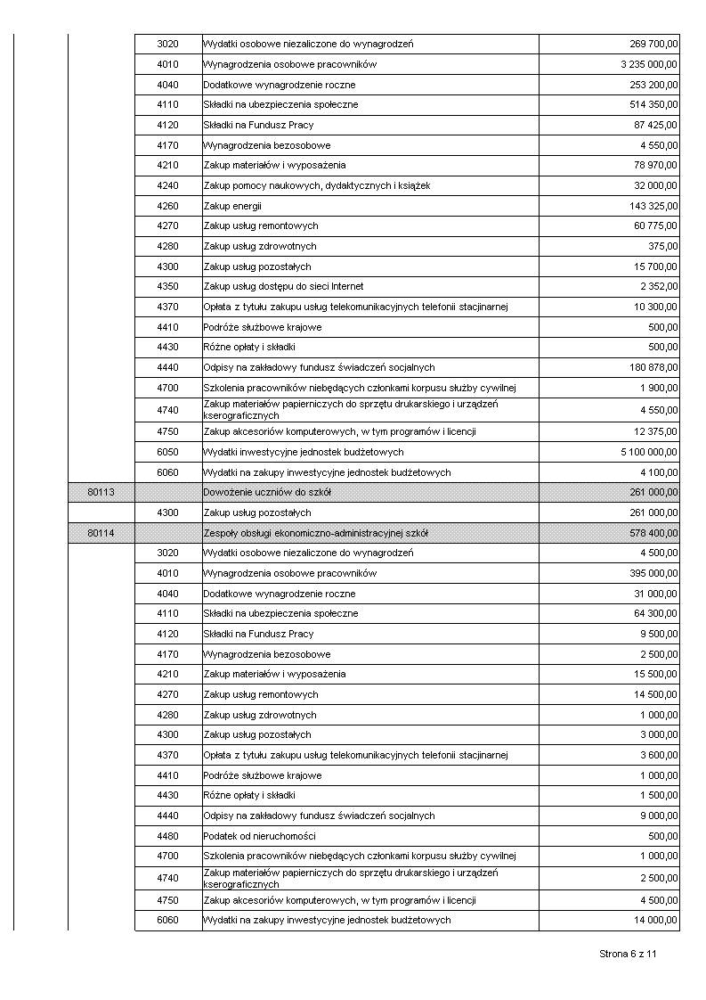 3020 Wydatki osobowe niezaliczone do wynagrodzeń 269 700,00
4010 Wynagrodzenia osobowe pracowników 3 235 000,00
4040 Dodatkowe wynagrodzenie roczne 253 200,00
4110 Składki na ubezpieczenia społeczne 514 350,00
4120 Składki na Fundusz Pracy 87 425,00
4170 Wynagrodzenia bezosobowe 4 550,00
4210 Zakup materiałów i wyposażenia 78 970,00
4240 Zakup pomocy naukowych, dydaktycznych i książek 32 000,00
4260 Zakup energii 143 325,00
4270 Zakup usług remontowych 60 775,00
4280 Zakup usług zdrowotnych 375,00
4300 Zakup usług pozostałych 15 700,00
4350 Zakup usług dostępu do sieci Internet 2 352,00
4370 Opłata z tytułu zakupu usług telekomunikacyjnych telefonii stacjinarnej 10 300,00
4410 Podróże służbowe krajowe 500,00
4430 Różne opłaty i składki 500,00
4440 Odpisy na zakładowy fundusz świadczeń socjalnych 180 878,00
4700 Szkolenia pracowników niebędących członkami korpusu służby cywilnej 1 900,00
4740 Zakup materiałów papierniczych do sprzętu drukarskiego i urządzeń
kserograficznych 4 550,00
4750 Zakup akcesoriów komputerowych, w tym programów i licencji 12 375,00
6050 Wydatki inwestycyjne jednostek budżetowych 5 100 000,00
6060 Wydatki na zakupy inwestycyjne jednostek budżetowych 4 100,00
80113 Dowożenie uczniów do szkół 261 000,00
4300 Zakup usług pozostałych 261 000,00
80114 Zespoły obsługi ekonomiczno-administracyjnej szkół 578 400,00
3020 Wydatki osobowe niezaliczone do wynagrodzeń 4 500,00
4010 Wynagrodzenia osobowe pracowników 395 000,00
4040 Dodatkowe wynagrodzenie roczne 31 000,00
4110 Składki na ubezpieczenia społeczne 64 300,00
4120 Składki na Fundusz Pracy 9 500,00
4170 Wynagrodzenia bezosobowe 2 500,00
4210 Zakup materiałów i wyposażenia 15 500,00
4270 Zakup usług remontowych 14 500,00
4280 Zakup usług zdrowotnych 1 000,00
4300 Zakup usług pozostałych 3 000,00
4370 Opłata z tytułu zakupu usług telekomunikacyjnych telefonii stacjinarnej 3 600,00
4410 Podróże służbowe krajowe 1 000,00
4430 Różne opłaty i składki 1 500,00
4440 Odpisy na zakładowy fundusz świadczeń socjalnych 9 000,00
4480 Podatek od nieruchomości 500,00
4700 Szkolenia pracowników niebędących członkami korpusu służby cywilnej 1 000,00
4740 Zakup materiałów papierniczych do sprzętu drukarskiego i urządzeń
kserograficznych 2 500,00
4750 Zakup akcesoriów komputerowych, w tym programów i licencji 4 500,00
6060 Wydatki na zakupy inwestycyjne jednostek budżetowych 14 000,00
Strona 6 z 11